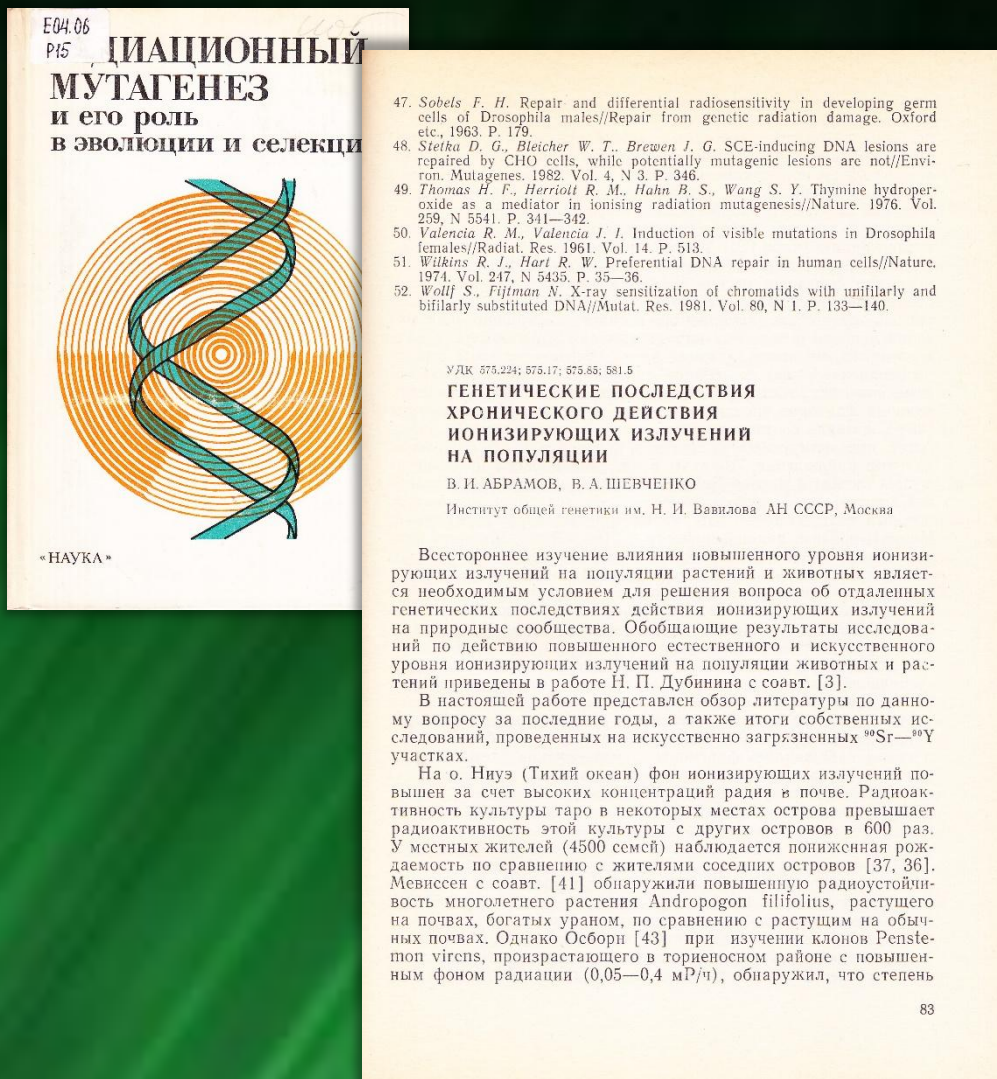 Е04.06
Р15
ДИАЦИОННЫЙ
МУТАГЕНЕЗ
и его роль
в эволюции и селекци
«НАУКА»
47. Sobels F. H. Repair and differential radiosensitivity in developing germ
cells of Drosophila males//Repair from genetic radiation damage. Oxford
etc., 1963. P. 179.
48. Stetka D. G., Bleicher W. T., Brewen J. G. SCE-inducing DNA lesions are
repaired by CHO cells, while potentially mutagenic lesions are not//Envi-
ron. Mutagenes. 1982. Vol. 4, N 3. P. 346.
49. Thomas H. F., Herriott R. M., Hahn B. S., Wang S. Y. Thymine hydroper-
oxide as a mediator in ionising radiation mutagenesis//Nature. 1976. Vol.
259, N 5541. P. 341—342.
50. Valencia R. M., Valencia J. I. Induction of visible mutations in Drosophila
females//Radiat. Res. 1961. Vol. 14. P. 513.
51. Wilkins R. J., Hart R. W. Preferential DNA repair in human cells//Nature.
1974. Vol. 247, N 5435. P. 35—36.
52. Wollf S., Fijtman N. X-ray sensitization of chromatids with unifilarly and
bifilarly substituted DNA//Mutat. Res. 1981. Vol. 80, N 1. P. 133—140.
УДК 575.224; 575.17; 575.85; 581.5
ГЕНЕТИЧЕСКИЕ ПОСЛЕДСТВИЯ
ХРОНИЧЕСКОГО ДЕЙСТВИЯ
ИОНИЗИРУЮЩИХ ИЗЛУЧЕНИЙ
НА ПОПУЛЯЦИИ
В. И. АБРАМОВ, В. А. ШЕВЧЕНКО
Институт общей генетики им. Н. И. Вавилова АН СССР, Москва
Всестороннее изучение влияния повышенного уровня ионизи-
рующих излучений на популяции растений и животных являет-
ся необходимым условием для решения вопроса об отдаленных
генетических последствиях действия ионизирующих излучений
на природные сообщества. Обобщающие результаты исследова-
ний по действию повышенного естественного и искусственного
уровня ионизирующих излучений на популяции животных и рас-
тений приведены в работе Н. П. Дубинина с соавт. [3].
В настоящей работе представлен обзор литературы по данно-
му вопросу за последние годы, а также итоги собственных ис-
следований, проведенных на искусственно загрязненных ⁹⁰Sr—⁹⁰Y
участках.
На о. Ниуэ (Тихий океан) фон ионизирующих излучений по-
вышен за счет высоких концентраций радия в почве. Радиоак-
тивность культуры таро в некоторых местах острова превышает
радиоактивность этой культуры с других островов в 600 раз.
У местных жителей (4500 семей) наблюдается пониженная рож-
даемость по сравнению с жителями соседних островов [37, 36].
Мевиссен с соавт. [41] обнаружили повышенную радиоустойчи-
вость многолетнего растения Andropogon filifolius, растущего
на почвах, богатых ураном, по сравнению с растущим на обыч-
ных почвах. Однако Осборн [43] при изучении клонов Penste-
mon virens, произрастающего в ториеносном районе с повышен-
ным фоном радиации (0,05—0,4 мР/ч), обнаружил, что степень
83